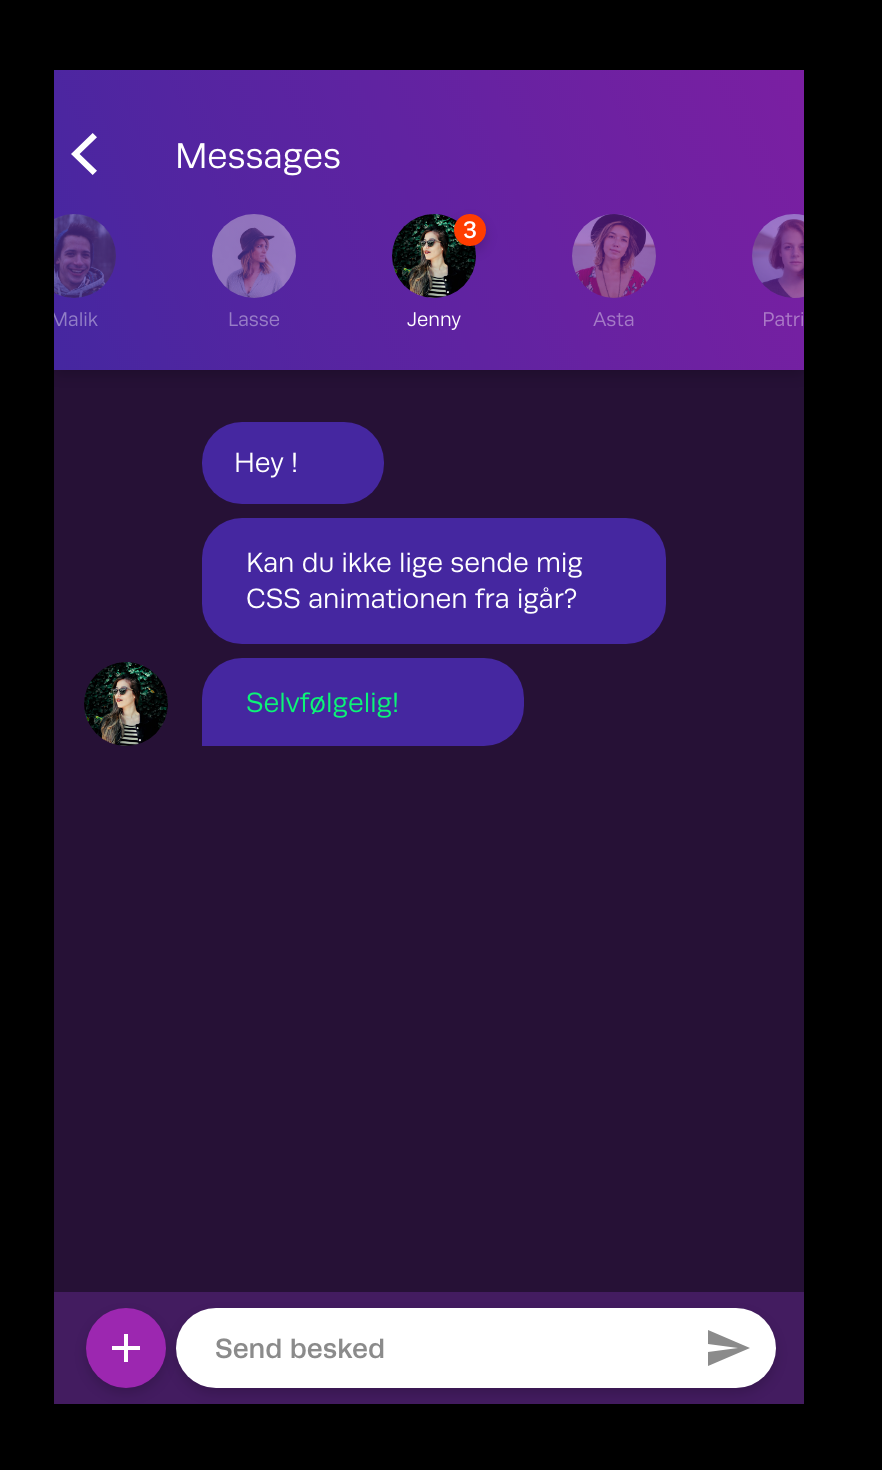 Messages
3
Malik
Lasse
Jenny
Asta
Patri
Hey !
Kan du ikke lige sende mig
CSS animationen fra igår?
Selvfølgelig!
Send besked